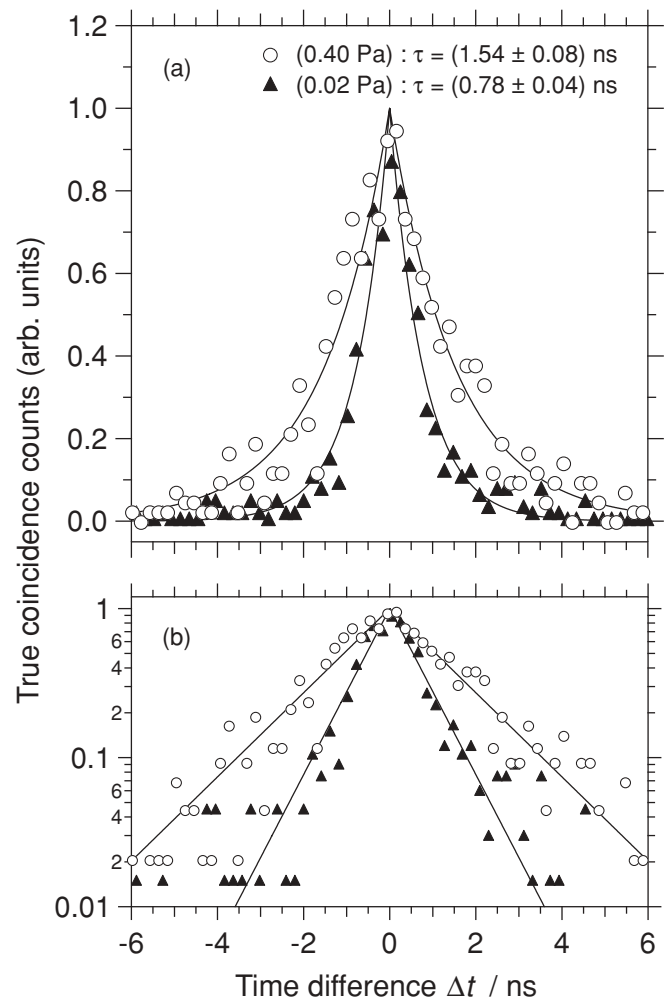 1.2
(a)
(0.40 Pa) : τ = (1.54 ± 0.08) ns
(0.02 Pa) : τ = (0.78 ± 0.04) ns
1.0
0.8
0.6
0.4
0.2
0.0
True coincidence counts (arb. units)
(b)
1
8
6
4
2
0.1
8
6
4
2
0.01
-6 -4 -2 0 2 4 6
Time difference Δt / ns